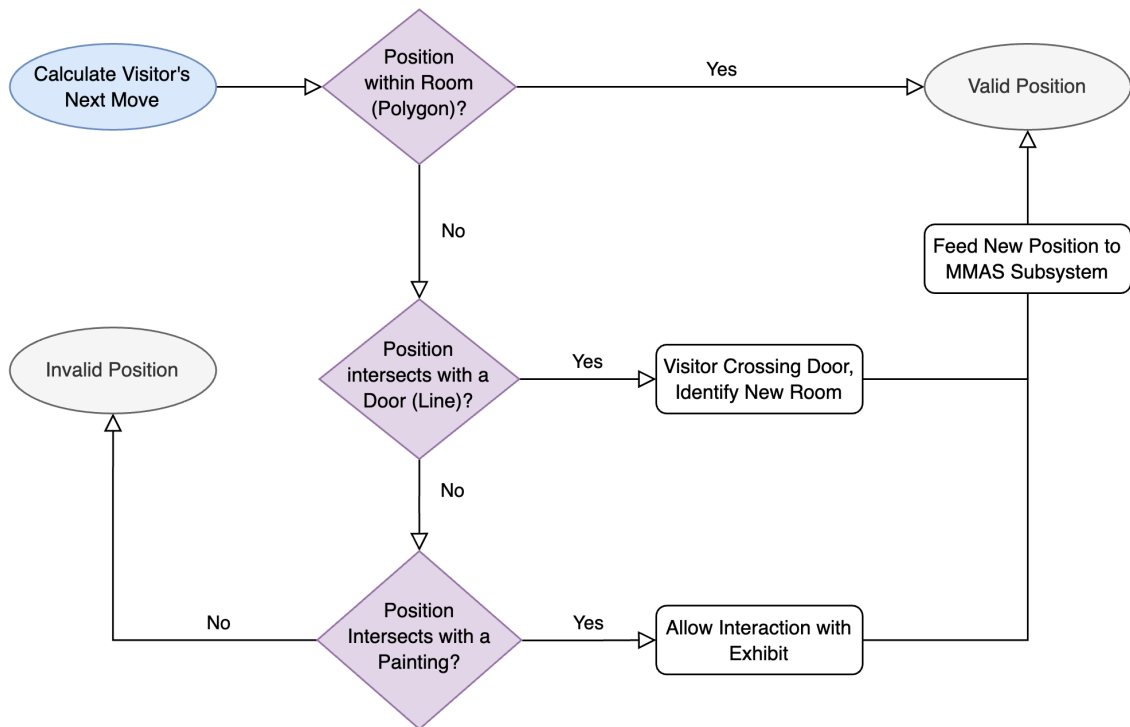 Calculate Visitor's
Next Move
Position
within Room
(Polygon)?
Yes
Valid Position
No
Feed New Position to
MMAS Subsystem
Invalid Position
Position
intersects with a
Door (Line)?
Yes
Visitor Crossing Door,
Identify New Room
No
No
Position
Intersects with a
Painting?
Yes
Allow Interaction with
Exhibit